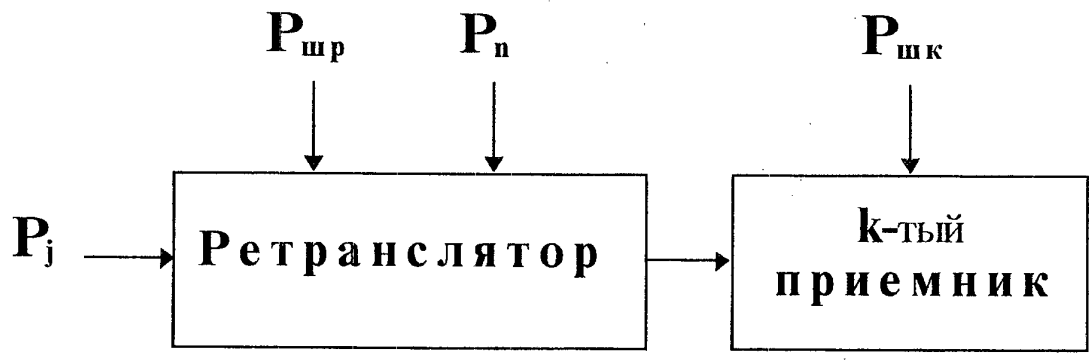 Pшр
Pп
Pшк
Pj
Ретранслятор
k-тый
приемник